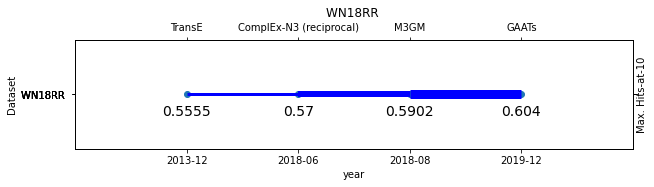 WN18RR
TransE ComplEx-N3 (reciprocal) M3GM GAATs
Dataset
WN18RR
0.5555 0.57 0.5902 0.604
Max. Hits-at-10
2013-12 2018-06 2018-08 2019-12
year